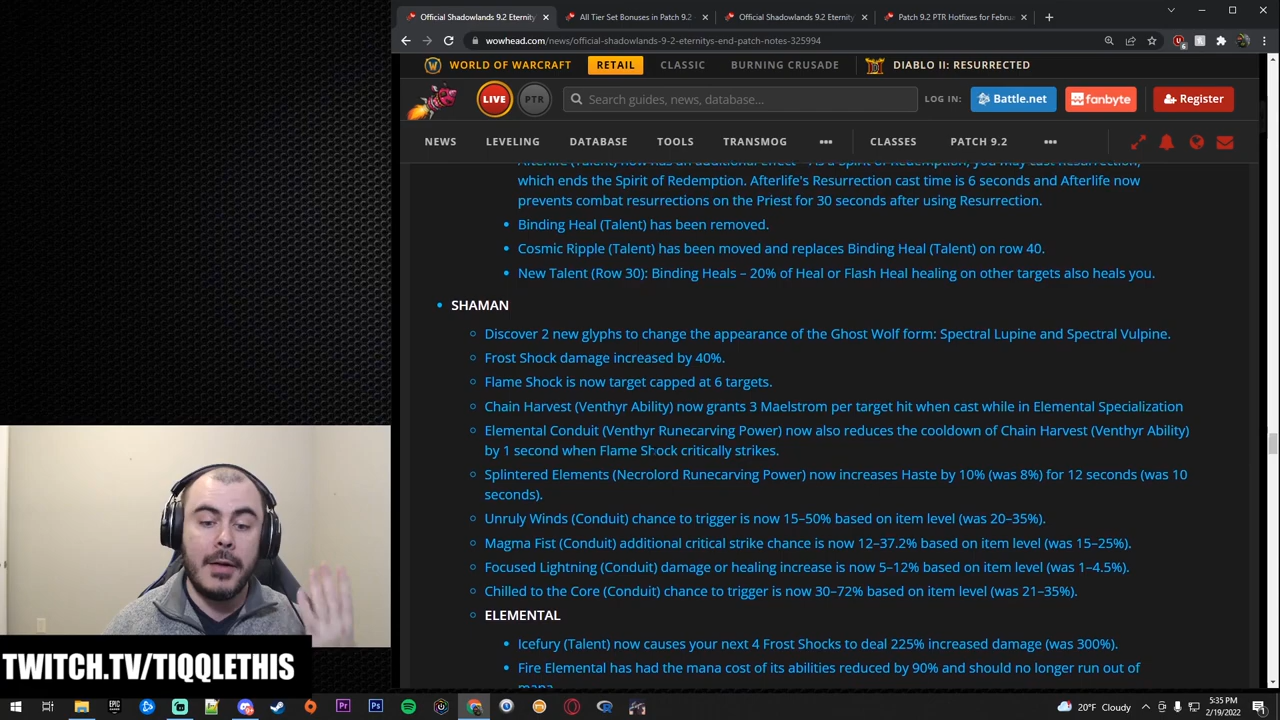 Official Shadowlands 9.2 Eternity
All Tier Set Bonuses in Patch 9.2
Official Shadowlands 9.2 Eternity
Patch 9.2 PTR Hotfixes for Februa
wowhead.com/news/official-shadowlands-9-2-eternitys-end-patch-notes-325994
WORLD OF WARCRAFT RETAIL CLASSIC BURNING CRUSADE DIABLO II: RESURRECTED
LIVE PTR Search guides, news, database... LOG IN: Battle.net fanbyte Register
NEWS LEVELING DATABASE TOOLS TRANSMOG ••• CLASSES PATCH 9.2 •••
Afterlife (Talent) now has an additional effect – As a Spirit of Redemption, you may cast Resurrection,
which ends the Spirit of Redemption. Afterlife's Resurrection cast time is 6 seconds and Afterlife now
prevents combat resurrections on the Priest for 30 seconds after using Resurrection.
Binding Heal (Talent) has been removed.
Cosmic Ripple (Talent) has been moved and replaces Binding Heal (Talent) on row 40.
New Talent (Row 30): Binding Heals – 20% of Heal or Flash Heal healing on other targets also heals you.
SHAMAN
Discover 2 new glyphs to change the appearance of the Ghost Wolf form: Spectral Lupine and Spectral Vulpine.
Frost Shock damage increased by 40%.
Flame Shock is now target capped at 6 targets.
Chain Harvest (Venthyr Ability) now grants 3 Maelstrom per target hit when cast while in Elemental Specialization
Elemental Conduit (Venthyr Runecarving Power) now also reduces the cooldown of Chain Harvest (Venthyr Ability)
by 1 second when Flame Shock critically strikes.
Splintered Elements (Necrolord Runecarving Power) now increases Haste by 10% (was 8%) for 12 seconds (was 10
seconds).
Unruly Winds (Conduit) chance to trigger is now 15–50% based on item level (was 20–35%).
Magma Fist (Conduit) additional critical strike chance is now 12–37.2% based on item level (was 15–25%).
Focused Lightning (Conduit) damage or healing increase is now 5–12% based on item level (was 1–4.5%).
Chilled to the Core (Conduit) chance to trigger is now 30–72% based on item level (was 21–35%).
ELEMENTAL
Icefury (Talent) now causes your next 4 Frost Shocks to deal 225% increased damage (was 300%).
Fire Elemental has had the mana cost of its abilities reduced by 90% and should no longer run out of
mana.
TWITCH.TV/TIQQLETHIS
20°F Cloudy
5:35 PM
2/19/2022